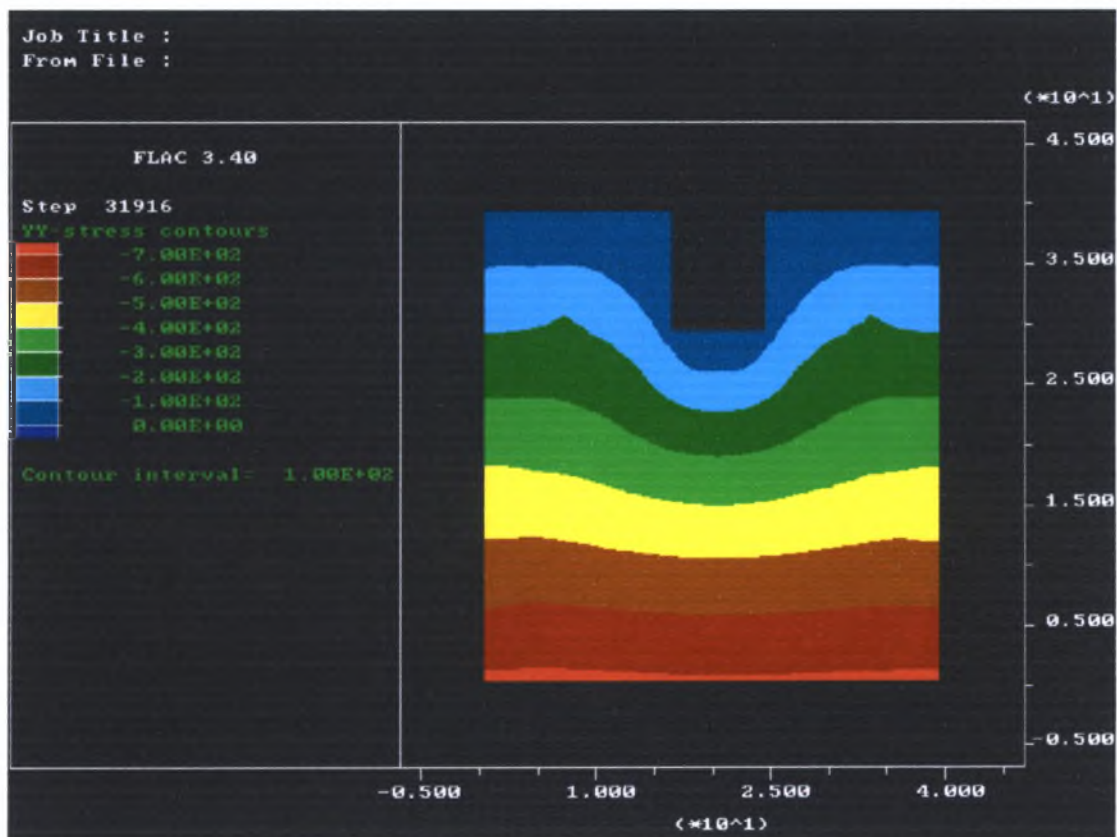 Job Title :
From File :
(*10^1)
FLAC 3.40
Step 31916
YY-stress contours
-7.00E+02
-6.00E+02
-5.00E+02
-4.00E+02
-3.00E+02
-2.00E+02
-1.00E+02
0.00E+00
Contour interval= 1.00E+02
4.500
3.500
2.500
1.500
0.500
-0.500
-0.500 1.000 2.500 4.000
(*10^1)